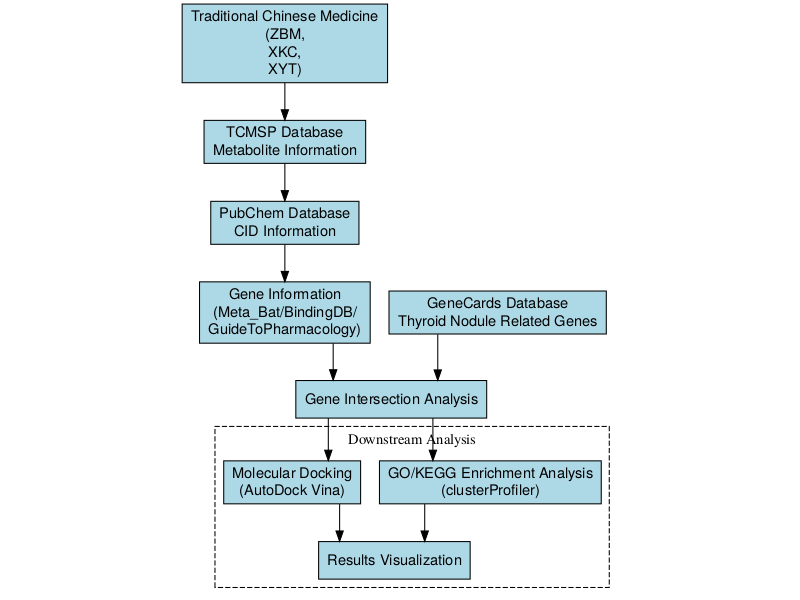 Traditional Chinese Medicine
(ZBM,
XKC,
XYT)
TCMSP Database
Metabolite Information
PubChem Database
CID Information
Gene Information
(Meta_Bat/BindingDB/
GuideToPharmacology)
GeneCards Database
Thyroid Nodule Related Genes
Gene Intersection Analysis
Downstream Analysis
Molecular Docking
(AutoDock Vina)
GO/KEGG Enrichment Analysis
(clusterProfiler)
Results Visualization